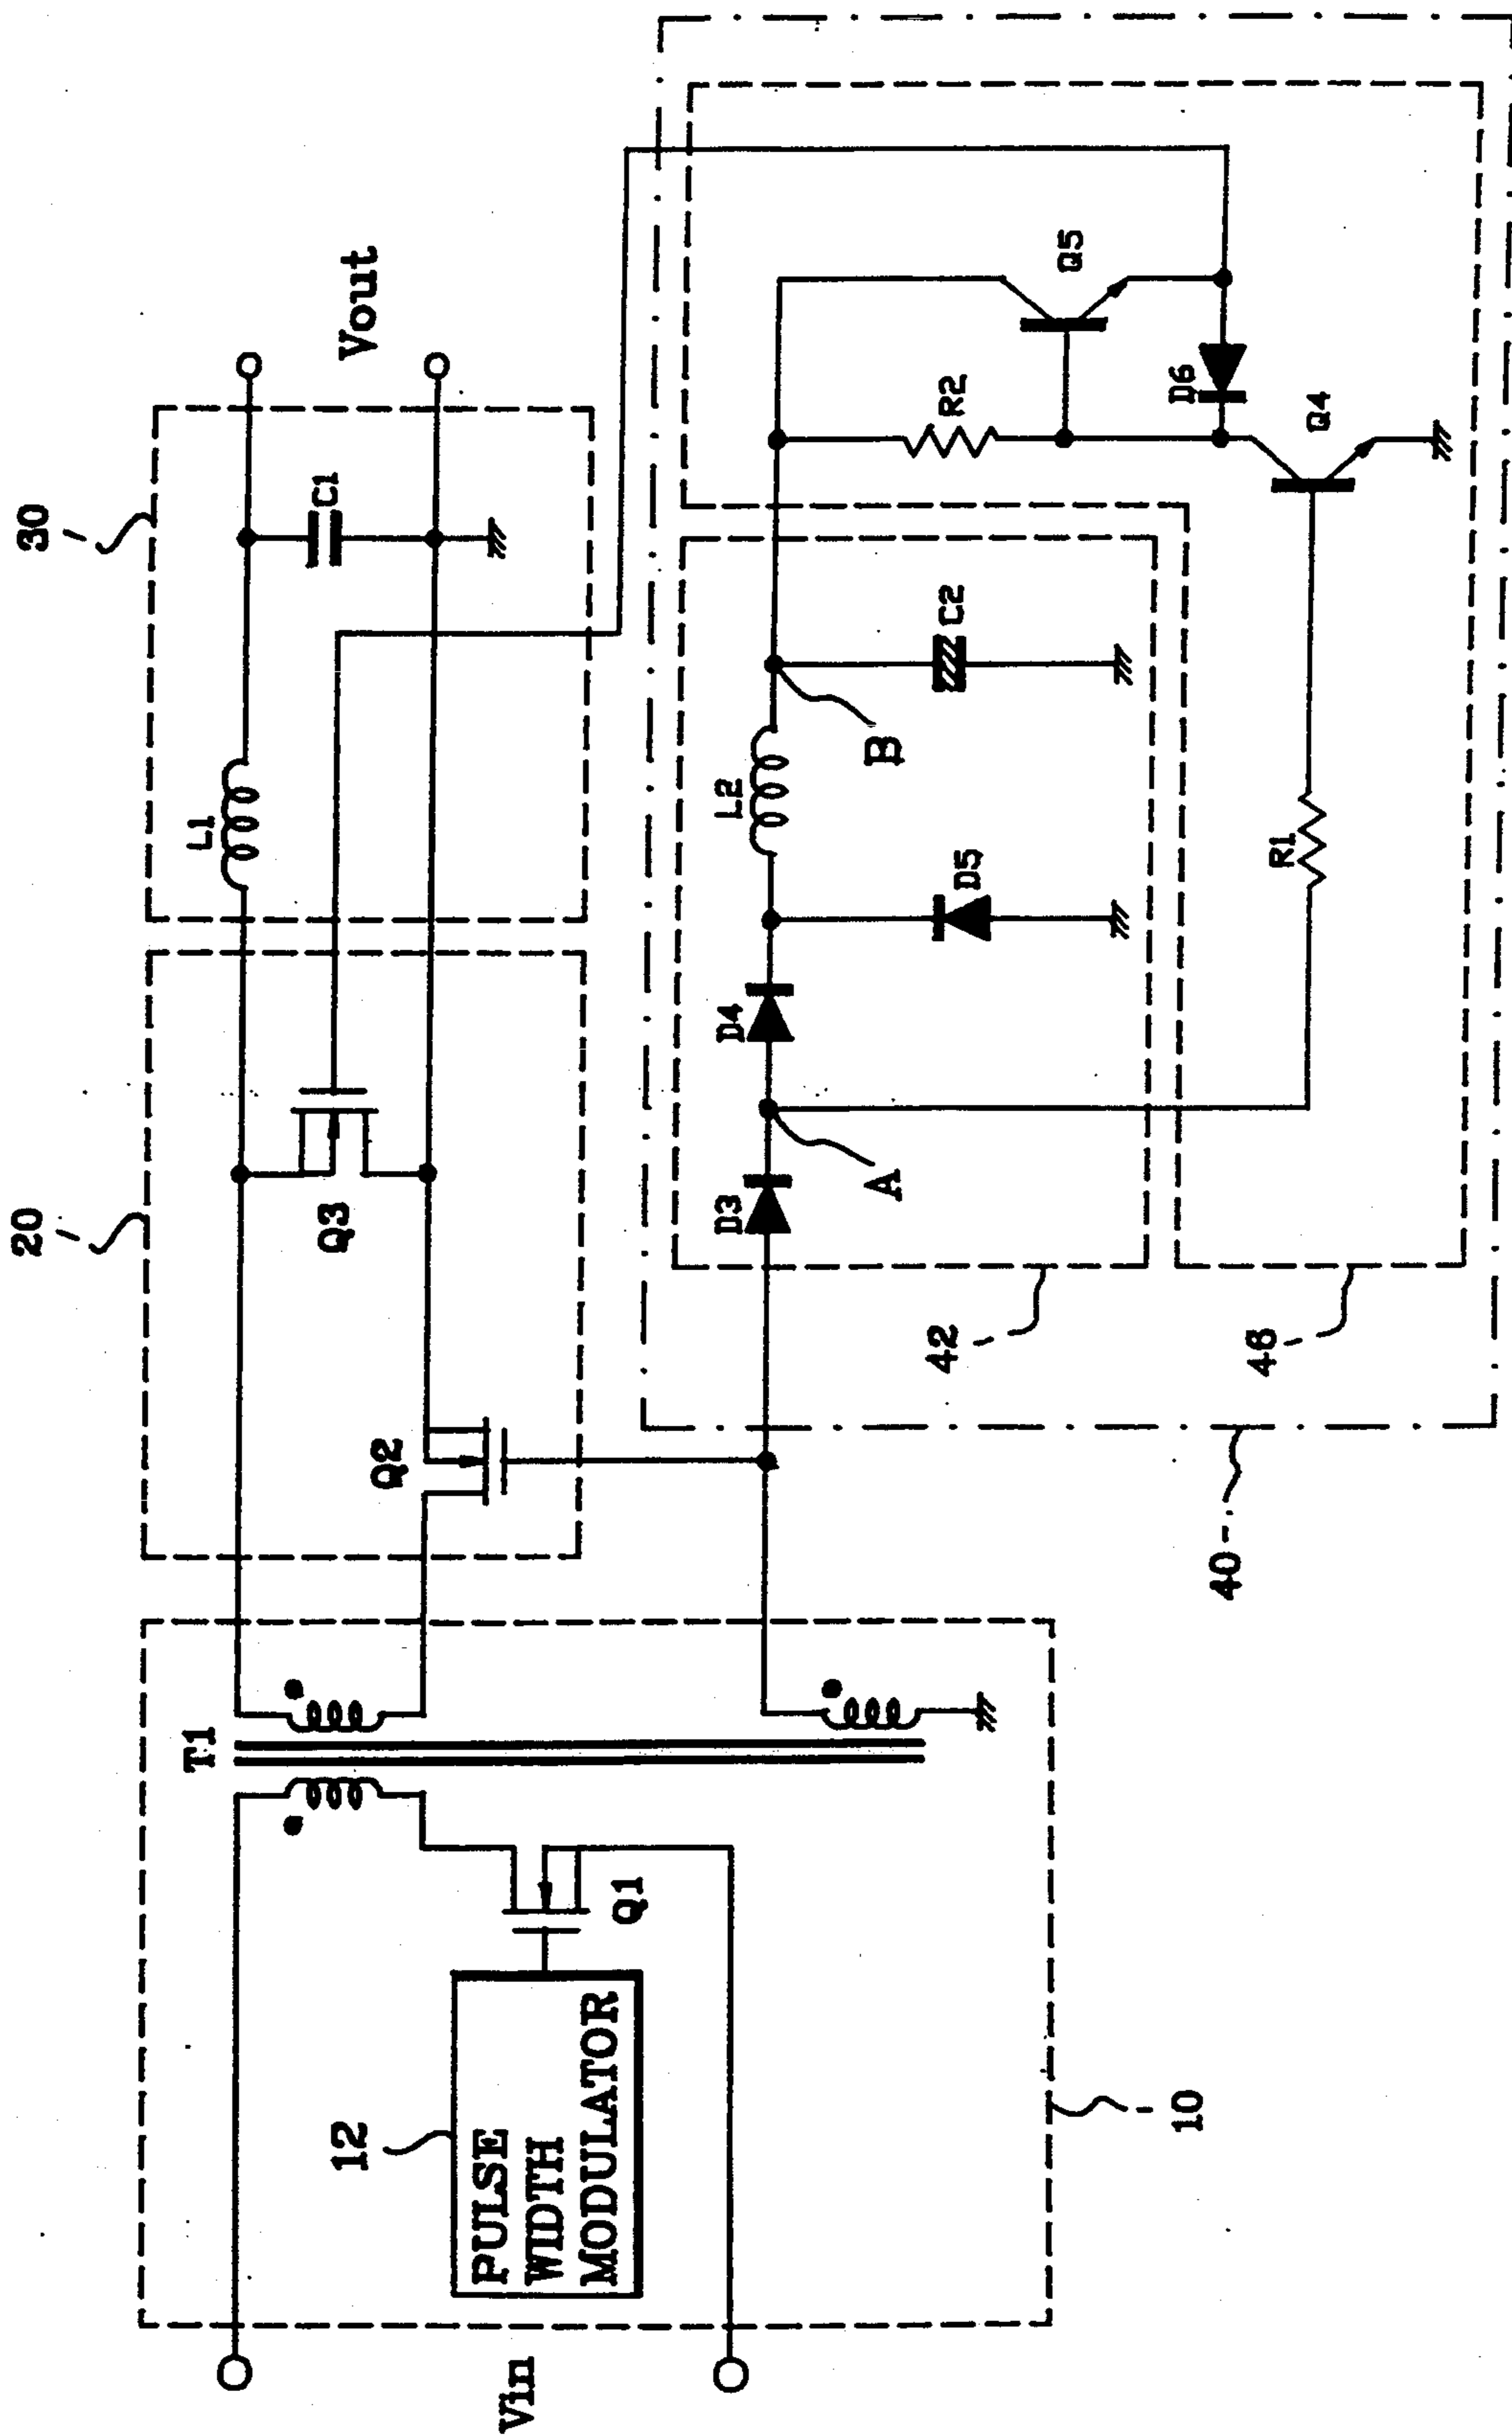 Vin
12
PULSE
WIDTH
MODULATOR
Q1
T1
10
20
Q2
Q3
30
L1
C1
Vout
40
42
46
D3
A
D4
D5
L2
B
C2
R1
R2
Q5
D6
Q4